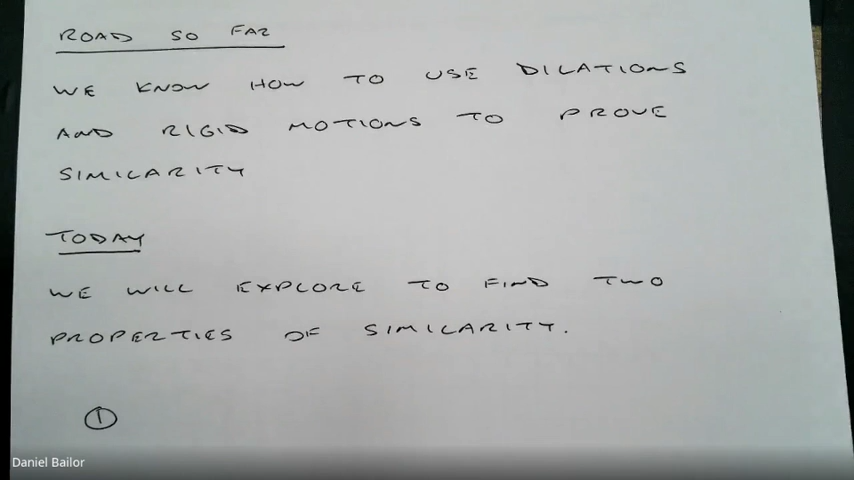 ROAD SO FAR
WE KNOW HOW TO USE DILATIONS
AND RIGID MOTIONS TO PROVE
SIMILARITY
TODAY
WE WILL EXPLORE TO FIND TWO
PROPERTIES OF SIMILARITY.
①
Daniel Bailor